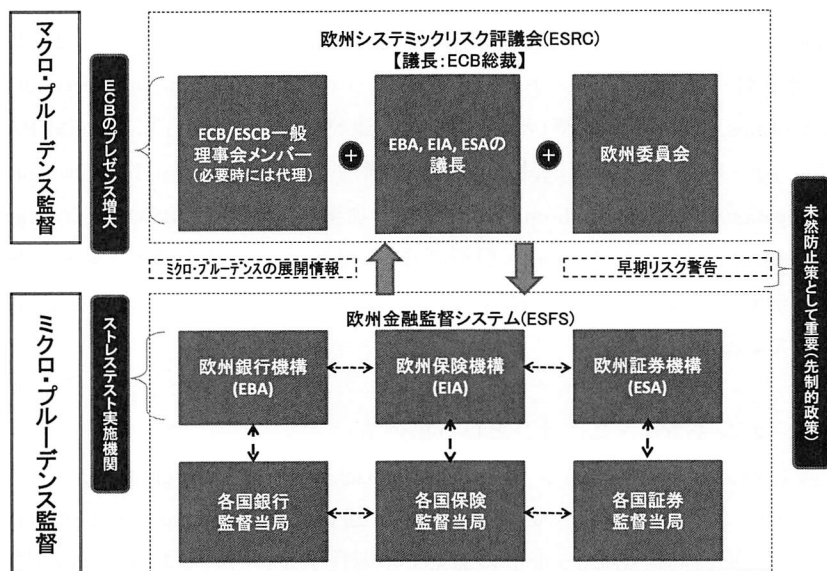 マクロ・プルーデンス監督
ECBのプレゼンス増大
欧州システミックリスク評議会(ESRC)
【議長：ECB総裁】
ECB/ESCB一般
理事会メンバー
(必要時には代理)
+
EBA, EIA, ESAの
議長
+
欧州委員会
ミクロ・プルーデンスの展開情報
早期リスク警告
未然防止策として重要(先制的政策)
ミクロ・プルーデンス監督
ストレステスト実施機関
欧州金融監督システム(ESFS)
欧州銀行機構
(EBA)
欧州保険機構
(EIA)
欧州証券機構
(ESA)
各国銀行
監督当局
各国保険
監督当局
各国証券
監督当局